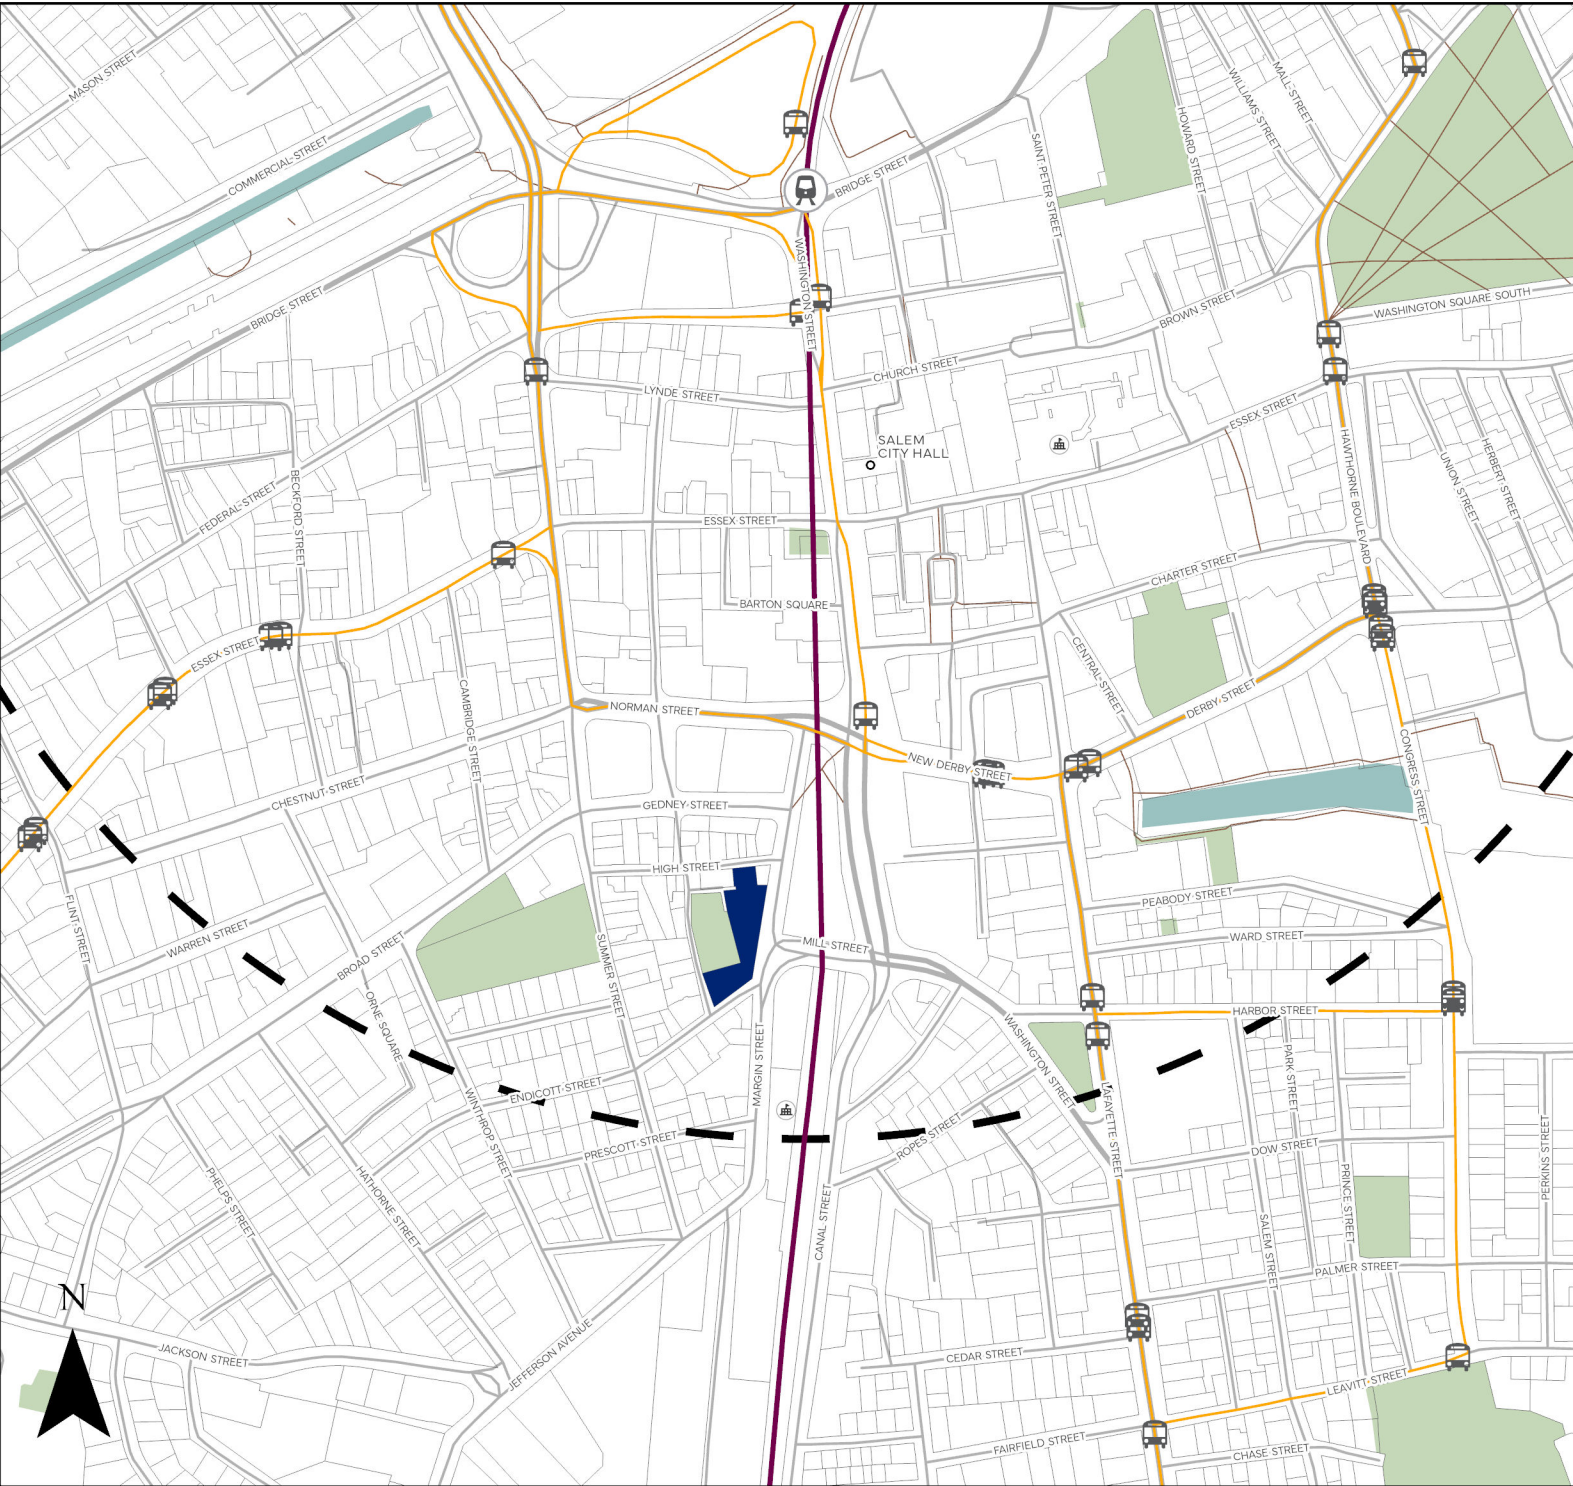 MASON STREET
COMMERCIAL STREET
BRIDGE STREET
SAINT PETER STREET
HOWARD STREET
WILLIAMS STREET
MALL STREET
BRIDGE STREET
WASHINGTON STREET
BROWN STREET
WASHINGTON SQUARE SOUTH
CHURCH STREET
LYNDE STREET
ESSEX STREET
SALEM
CITY HALL
HAWTHORNE BOULEVARD
UNION STREET
HERBERT STREET
BECKFORD STREET
FEDERAL STREET
ESSEX STREET
CHARTER STREET
BARTON SQUARE
ESSEX STREET
CAMBRIDGE STREET
CENTRAL STREET
DERBY STREET
NORMAN STREET
NEW DERBY STREET
CONGRESS STREET
CHESTNUT STREET
GEDNEY STREET
HIGH STREET
PEABODY STREET
FLINT STREET
WARREN STREET
BROAD STREET
SUMMER STREET
MILL STREET
WARD STREET
ORNE SQUARE
HARBOR STREET
WASHINGTON STREET
MARGIN STREET
PARK STREET
ENDICOTT STREET
WINTHROP STREET
LAFAYETTE STREET
PRESCOTT STREET
ROPES STREET
DOW STREET
PERKINS STREET
PHELPS STREET
HATHORNE STREET
CANAL STREET
PRINCE STREET
SALEM STREET
PALMER STREET
N
JACKSON STREET
JEFFERSON AVENUE
CEDAR STREET
LEAVITT STREET
FAIRFIELD STREET
CHASE STREET